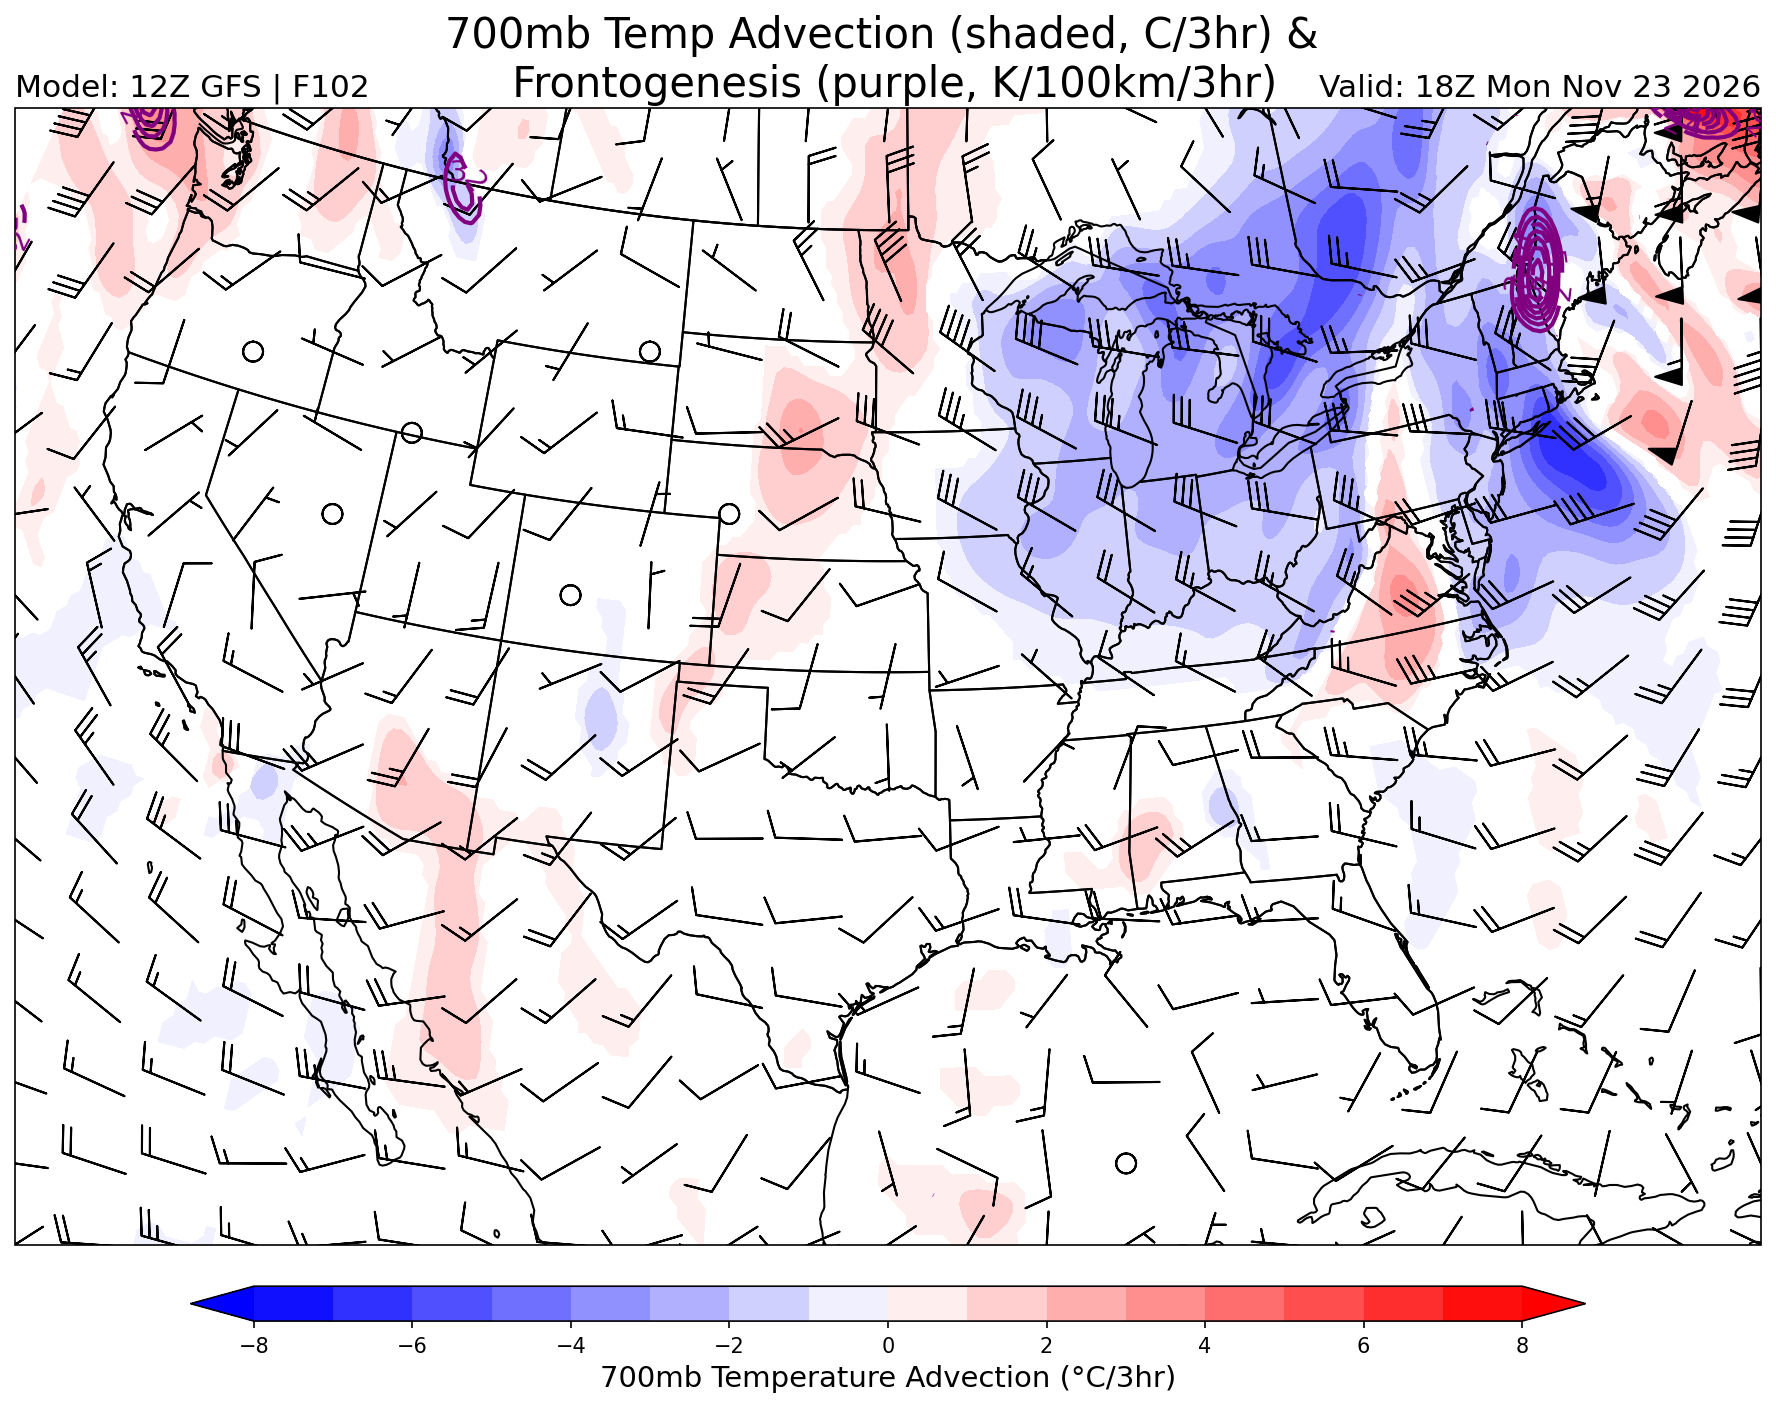 700mb Temp Advection (shaded, C/3hr) &
Frontogenesis (purple, K/100km/3hr)
Model: 12Z GFS | F102
Valid: 18Z Mon Nov 23 2026
−8 −6 −4 −2 0 2 4 6 8
700mb Temperature Advection (°C/3hr)